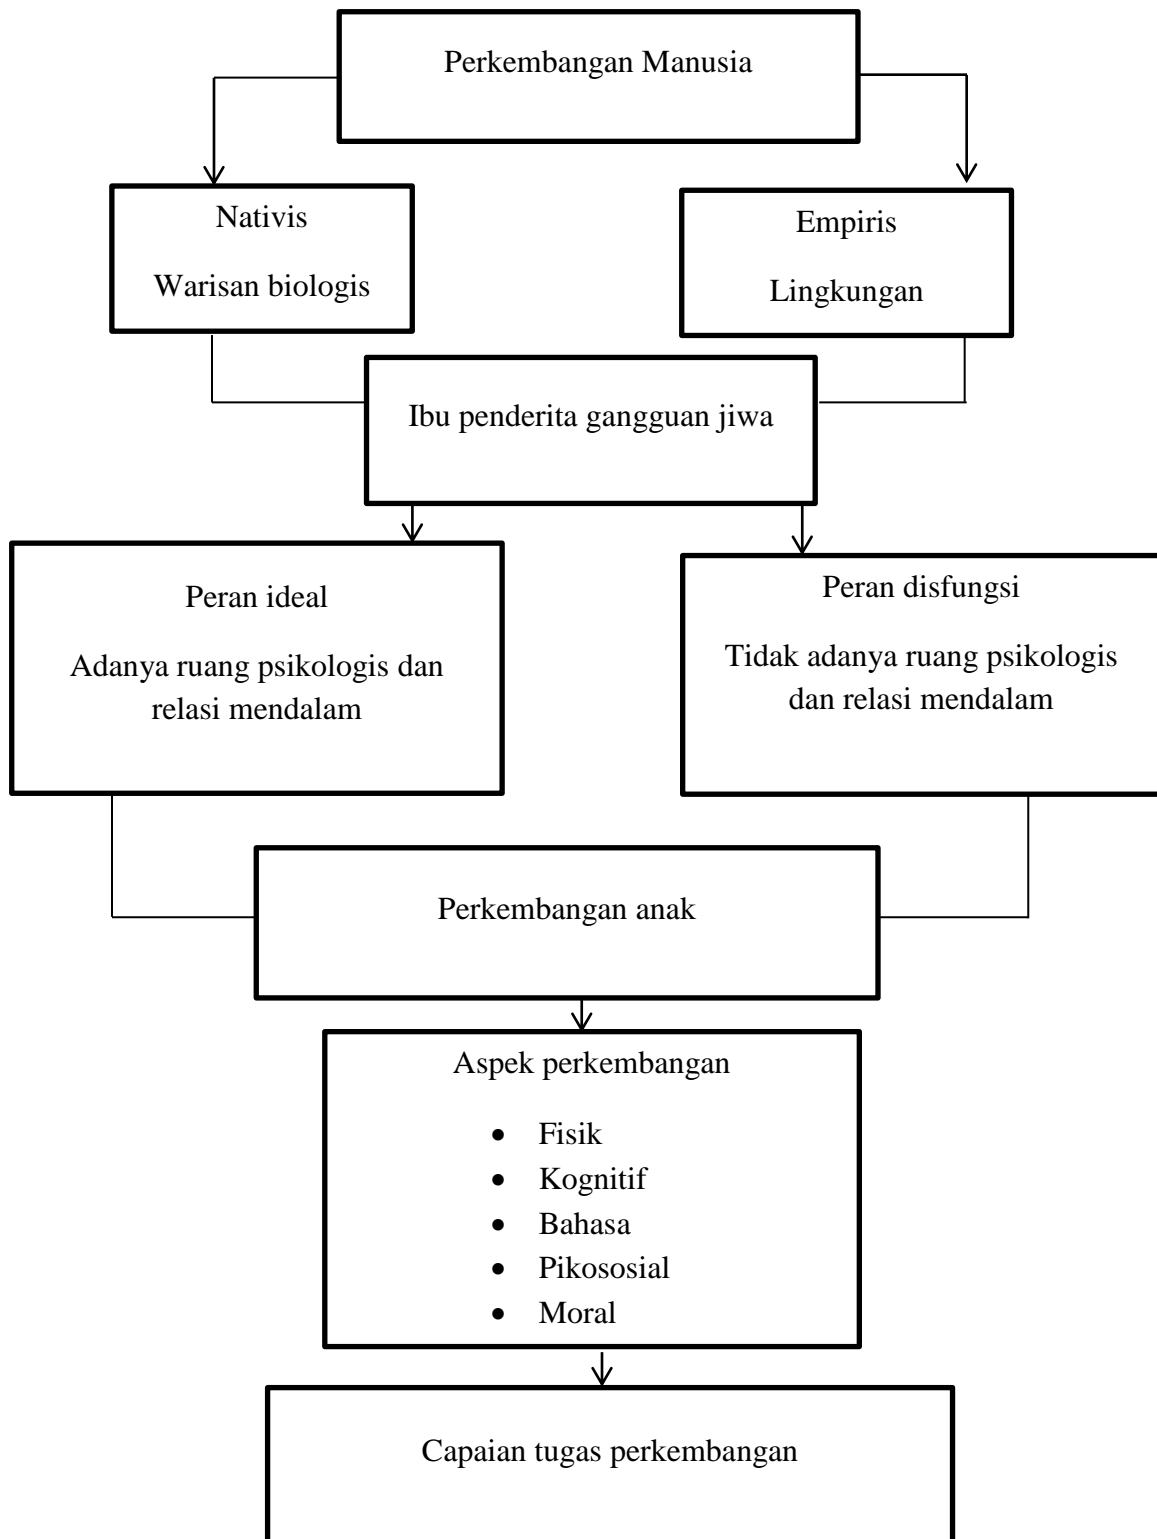 Perkembangan Manusia
Nativis
Warisan biologis
Empiris
Lingkungan
Ibu penderita gangguan jiwa
Peran ideal
Adanya ruang psikologis dan
relasi mendalam
Peran disfungsi
Tidak adanya ruang psikologis
dan relasi mendalam
Perkembangan anak
Aspek perkembangan
• Fisik
• Kognitif
• Bahasa
• Pikososial
• Moral
Capaian tugas perkembangan